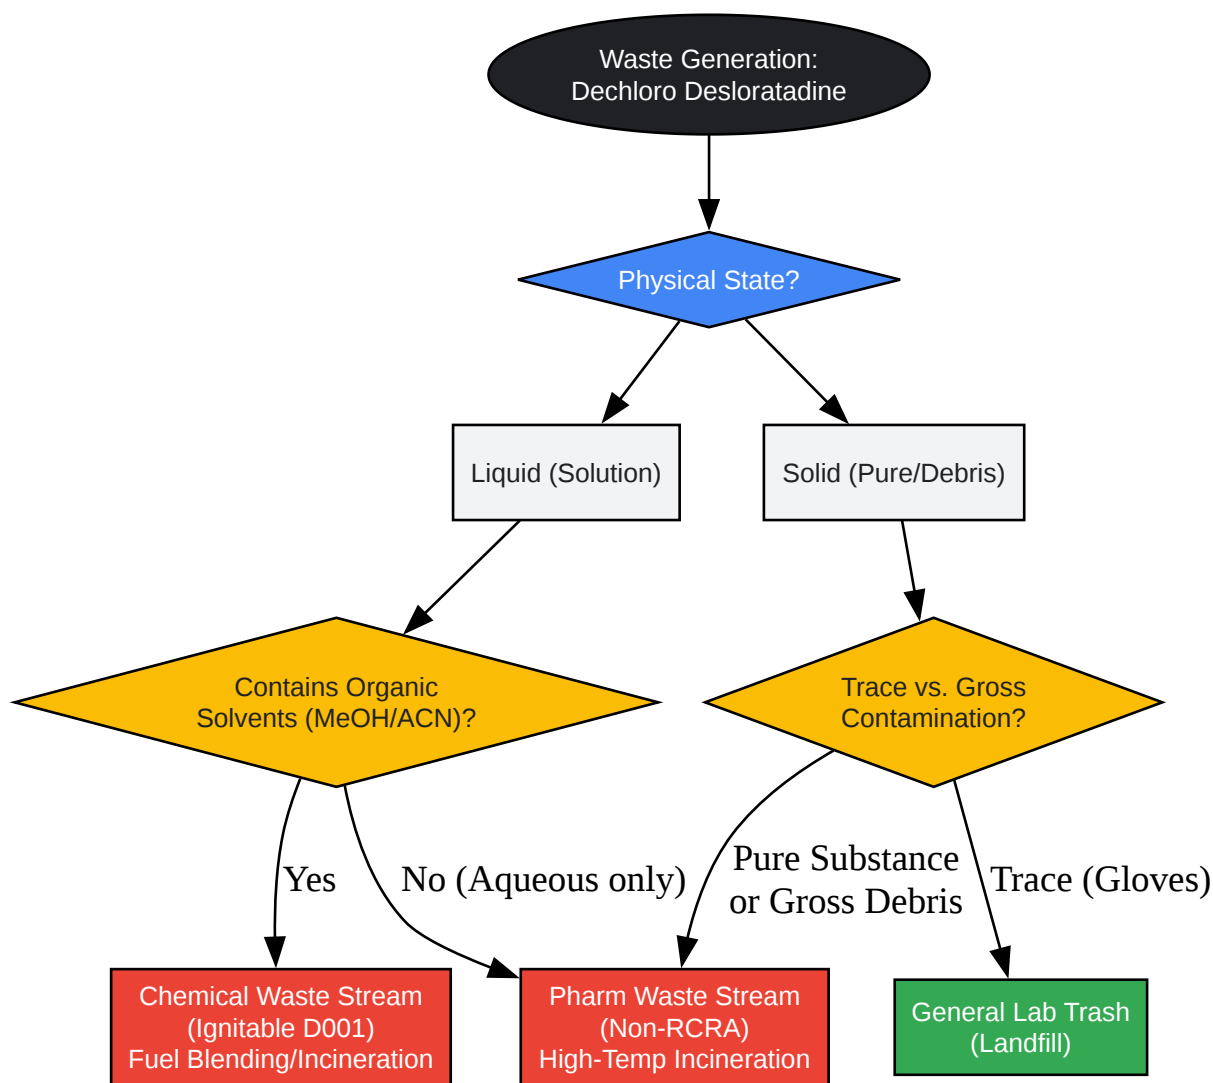 Waste Generation:
Dechloro Desloratadine
Physical State?
Liquid (Solution)
Solid (Pure/Debris)
Contains Organic
Solvents (MeOH/ACN)?
Trace vs. Gross
Contamination?
Yes
No (Aqueous only)
Pure Substance
or Gross Debris
Trace (Gloves)
Chemical Waste Stream
(Ignitable D001)
Fuel Blending/Incineration
Pharm Waste Stream
(Non-RCRA)
High-Temp Incineration
General Lab Trash
(Landfill)